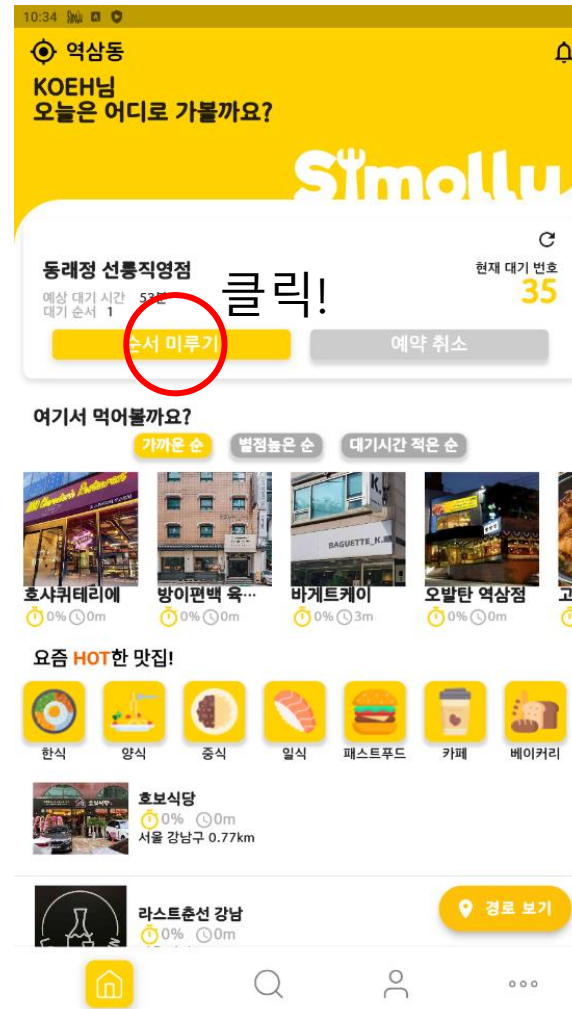 10:34
역삼동
KOEH님
오늘은 어디로 가볼까요?
Simolly
동래정 선릉직영점
현재 대기 번호
예상 대기 시간 53분
35
대기 순서 1
클릭!
순서 미루기
예약 취소
여기서 먹어볼까요?
가까운 순 별점높은 순 대기시간 적은 순
BAGUETTE_K.
호샤퀴테리에 방이편백 육… 바게트케이 오발탄 역삼점 고
0% 0m 0% 0m 0% 3m 0% 0m
요즘 HOT한 맛집!
한식 양식 중식 일식 패스트푸드 카페 베이커리
호보식당
0% 0m
서울 강남구 0.77km
라스트춘선 강남
0% 0m
경로 보기